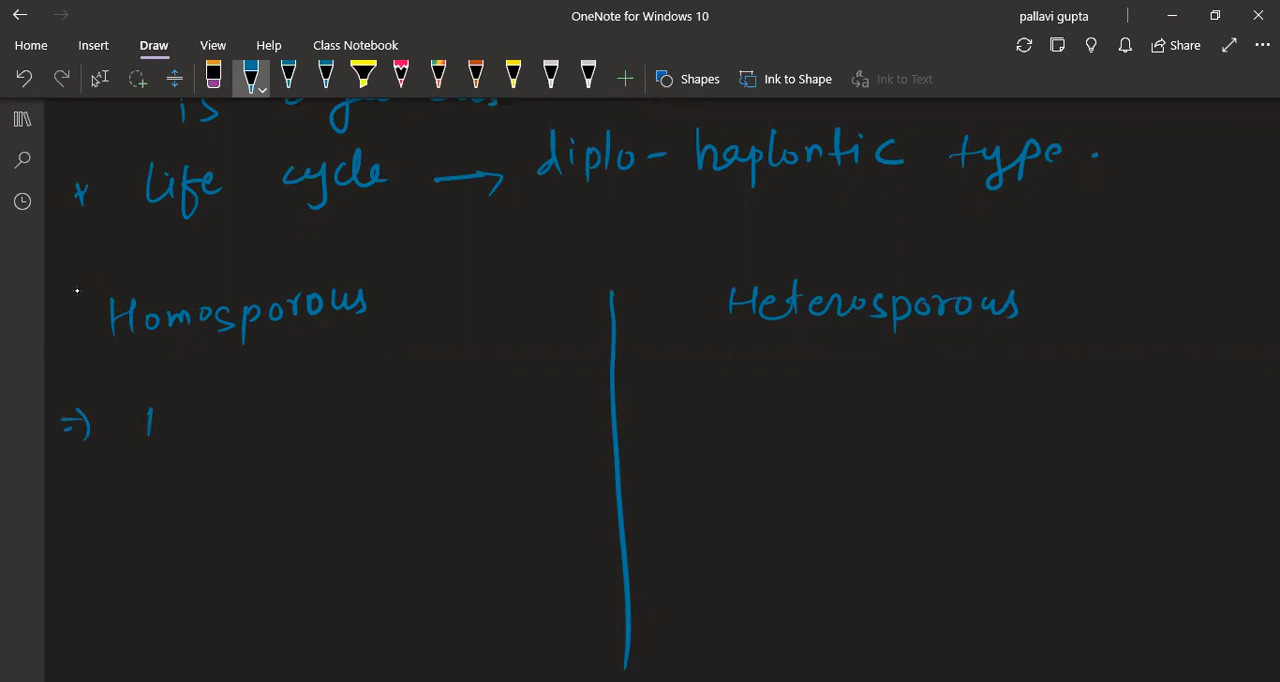 OneNote for Windows 10
pallavi gupta
Home Insert Draw View Help Class Notebook
Share
Shapes Ink to Shape Ink to Text
is
* life cycle → diplo-haplontic type.
Homosporous
Heterosporous
⇒ 1